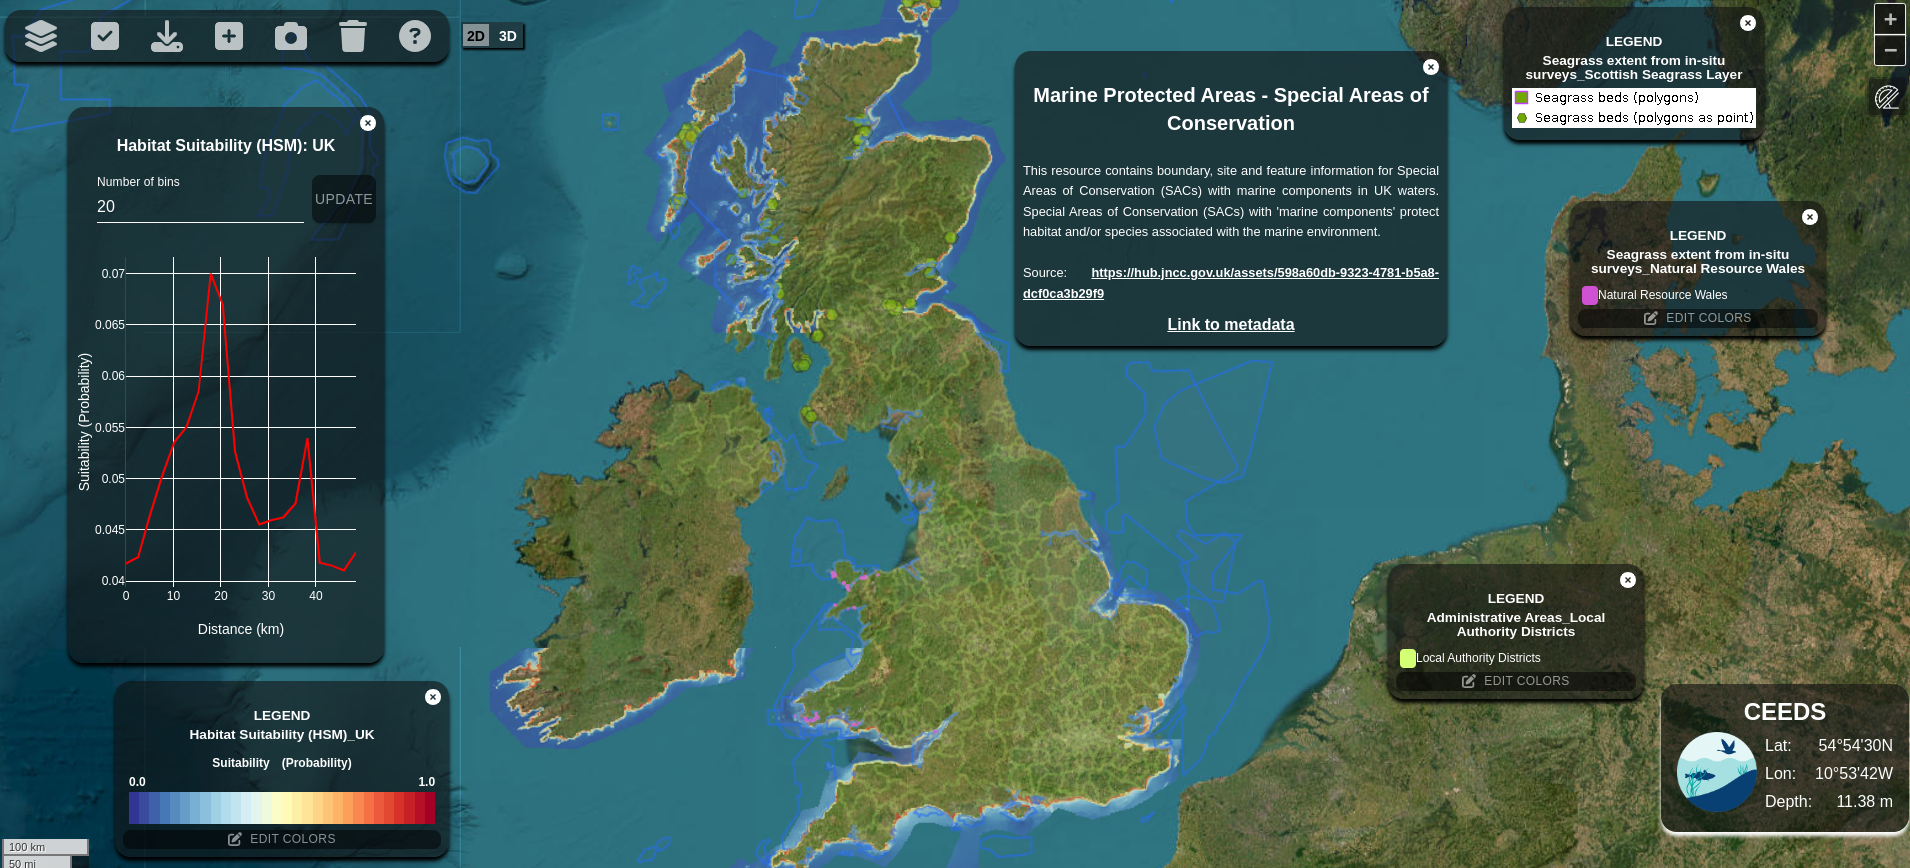 2D 3D
Habitat Suitability (HSM): UK
Number of bins
20
UPDATE
Suitability (Probability)
0.07
0.065
0.06
0.055
0.05
0.045
0.04
0 10 20 30 40
Distance (km)
LEGEND
Habitat Suitability (HSM)_UK
Suitability (Probability)
0.0 1.0
EDIT COLORS
100 km
50 mi
Marine Protected Areas - Special Areas of
Conservation
This resource contains boundary, site and feature information for Special
Areas of Conservation (SACs) with marine components in UK waters.
Special Areas of Conservation (SACs) with 'marine components' protect
habitat and/or species associated with the marine environment.
Source: https://hub.jncc.gov.uk/assets/598a60db-9323-4781-b5a8-
dcf0ca3b29f9
Link to metadata
LEGEND
Seagrass extent from in-situ
surveys_Scottish Seagrass Layer
Seagrass beds (polygons)
Seagrass beds (polygons as point)
LEGEND
Seagrass extent from in-situ
surveys_Natural Resource Wales
Natural Resource Wales
EDIT COLORS
LEGEND
Administrative Areas_Local
Authority Districts
Local Authority Districts
EDIT COLORS
CEEDS
Lat: 54°54'30N
Lon: 10°53'42W
Depth: 11.38 m